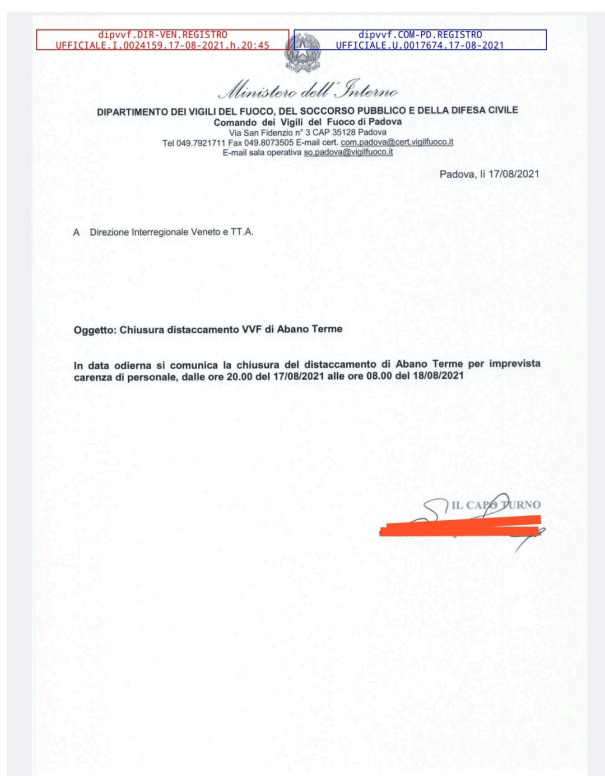 dipvvf.DIR-VEN.REGISTRO
UFFICIALE.I.0024159.17-08-2021.h.20:45
dipvvf.COM-PD.REGISTRO
UFFICIALE.U.0017674.17-08-2021
Ministero dell'Interno
DIPARTIMENTO DEI VIGILI DEL FUOCO, DEL SOCCORSO PUBBLICO E DELLA DIFESA CIVILE
Comando dei Vigili del Fuoco di Padova
Via San Fidenzio n° 3 CAP 35128 Padova
Tel 049.7921711 Fax 049.8073505 E-mail cert. com.padova@cert.vigilfuoco.it
E-mail sala operativa so.padova@vigilfuoco.it
Padova, li 17/08/2021
A Direzione Interregionale Veneto e TT.A.
Oggetto: Chiusura distaccamento VVF di Abano Terme
In data odierna si comunica la chiusura del distaccamento di Abano Terme per imprevista
carenza di personale, dalle ore 20.00 del 17/08/2021 alle ore 08.00 del 18/08/2021
IL CAPO TURNO